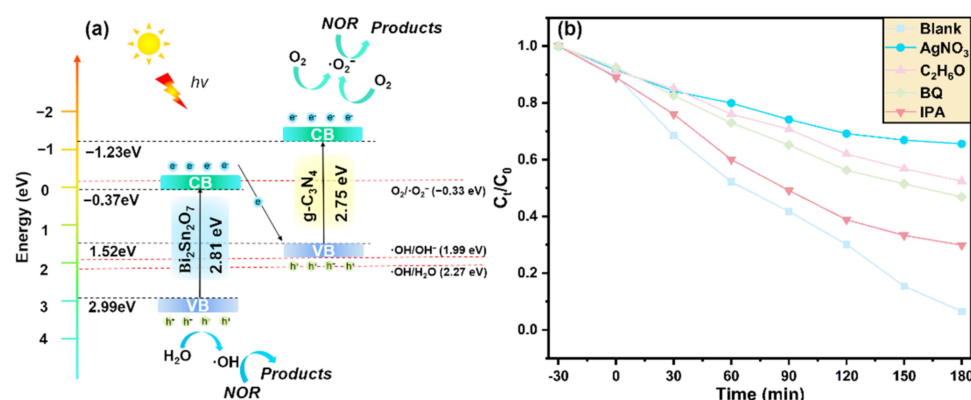 (a)
hν
NOR
Products
·O₂⁻
O₂
O₂
Energy (eV)
−2
−1
0
1
2
3
4
−1.23eV
−0.37eV
1.52eV
2.99eV
e⁻ e⁻ e⁻ e⁻
CB
e⁻ e⁻ e⁻ e⁻
CB
e
Bi₂Sn₂O₇
2.81 eV
g-C₃N₄
2.75 eV
O₂/·O₂⁻ (−0.33 eV)
·OH/OH⁻ (1.99 eV)
·OH/H₂O (2.27 eV)
VB
h⁺ h⁺ h⁺ h⁺
VB
h⁺ h⁺ h⁺ h⁺
H₂O
·OH
Products
NOR
(b)
Blank
AgNO₃
C₂H₆O
BQ
IPA
Cₜ/C₀
1.0
0.8
0.6
0.4
0.2
0.0
-30 0 30 60 90 120 150 180
Time (min)